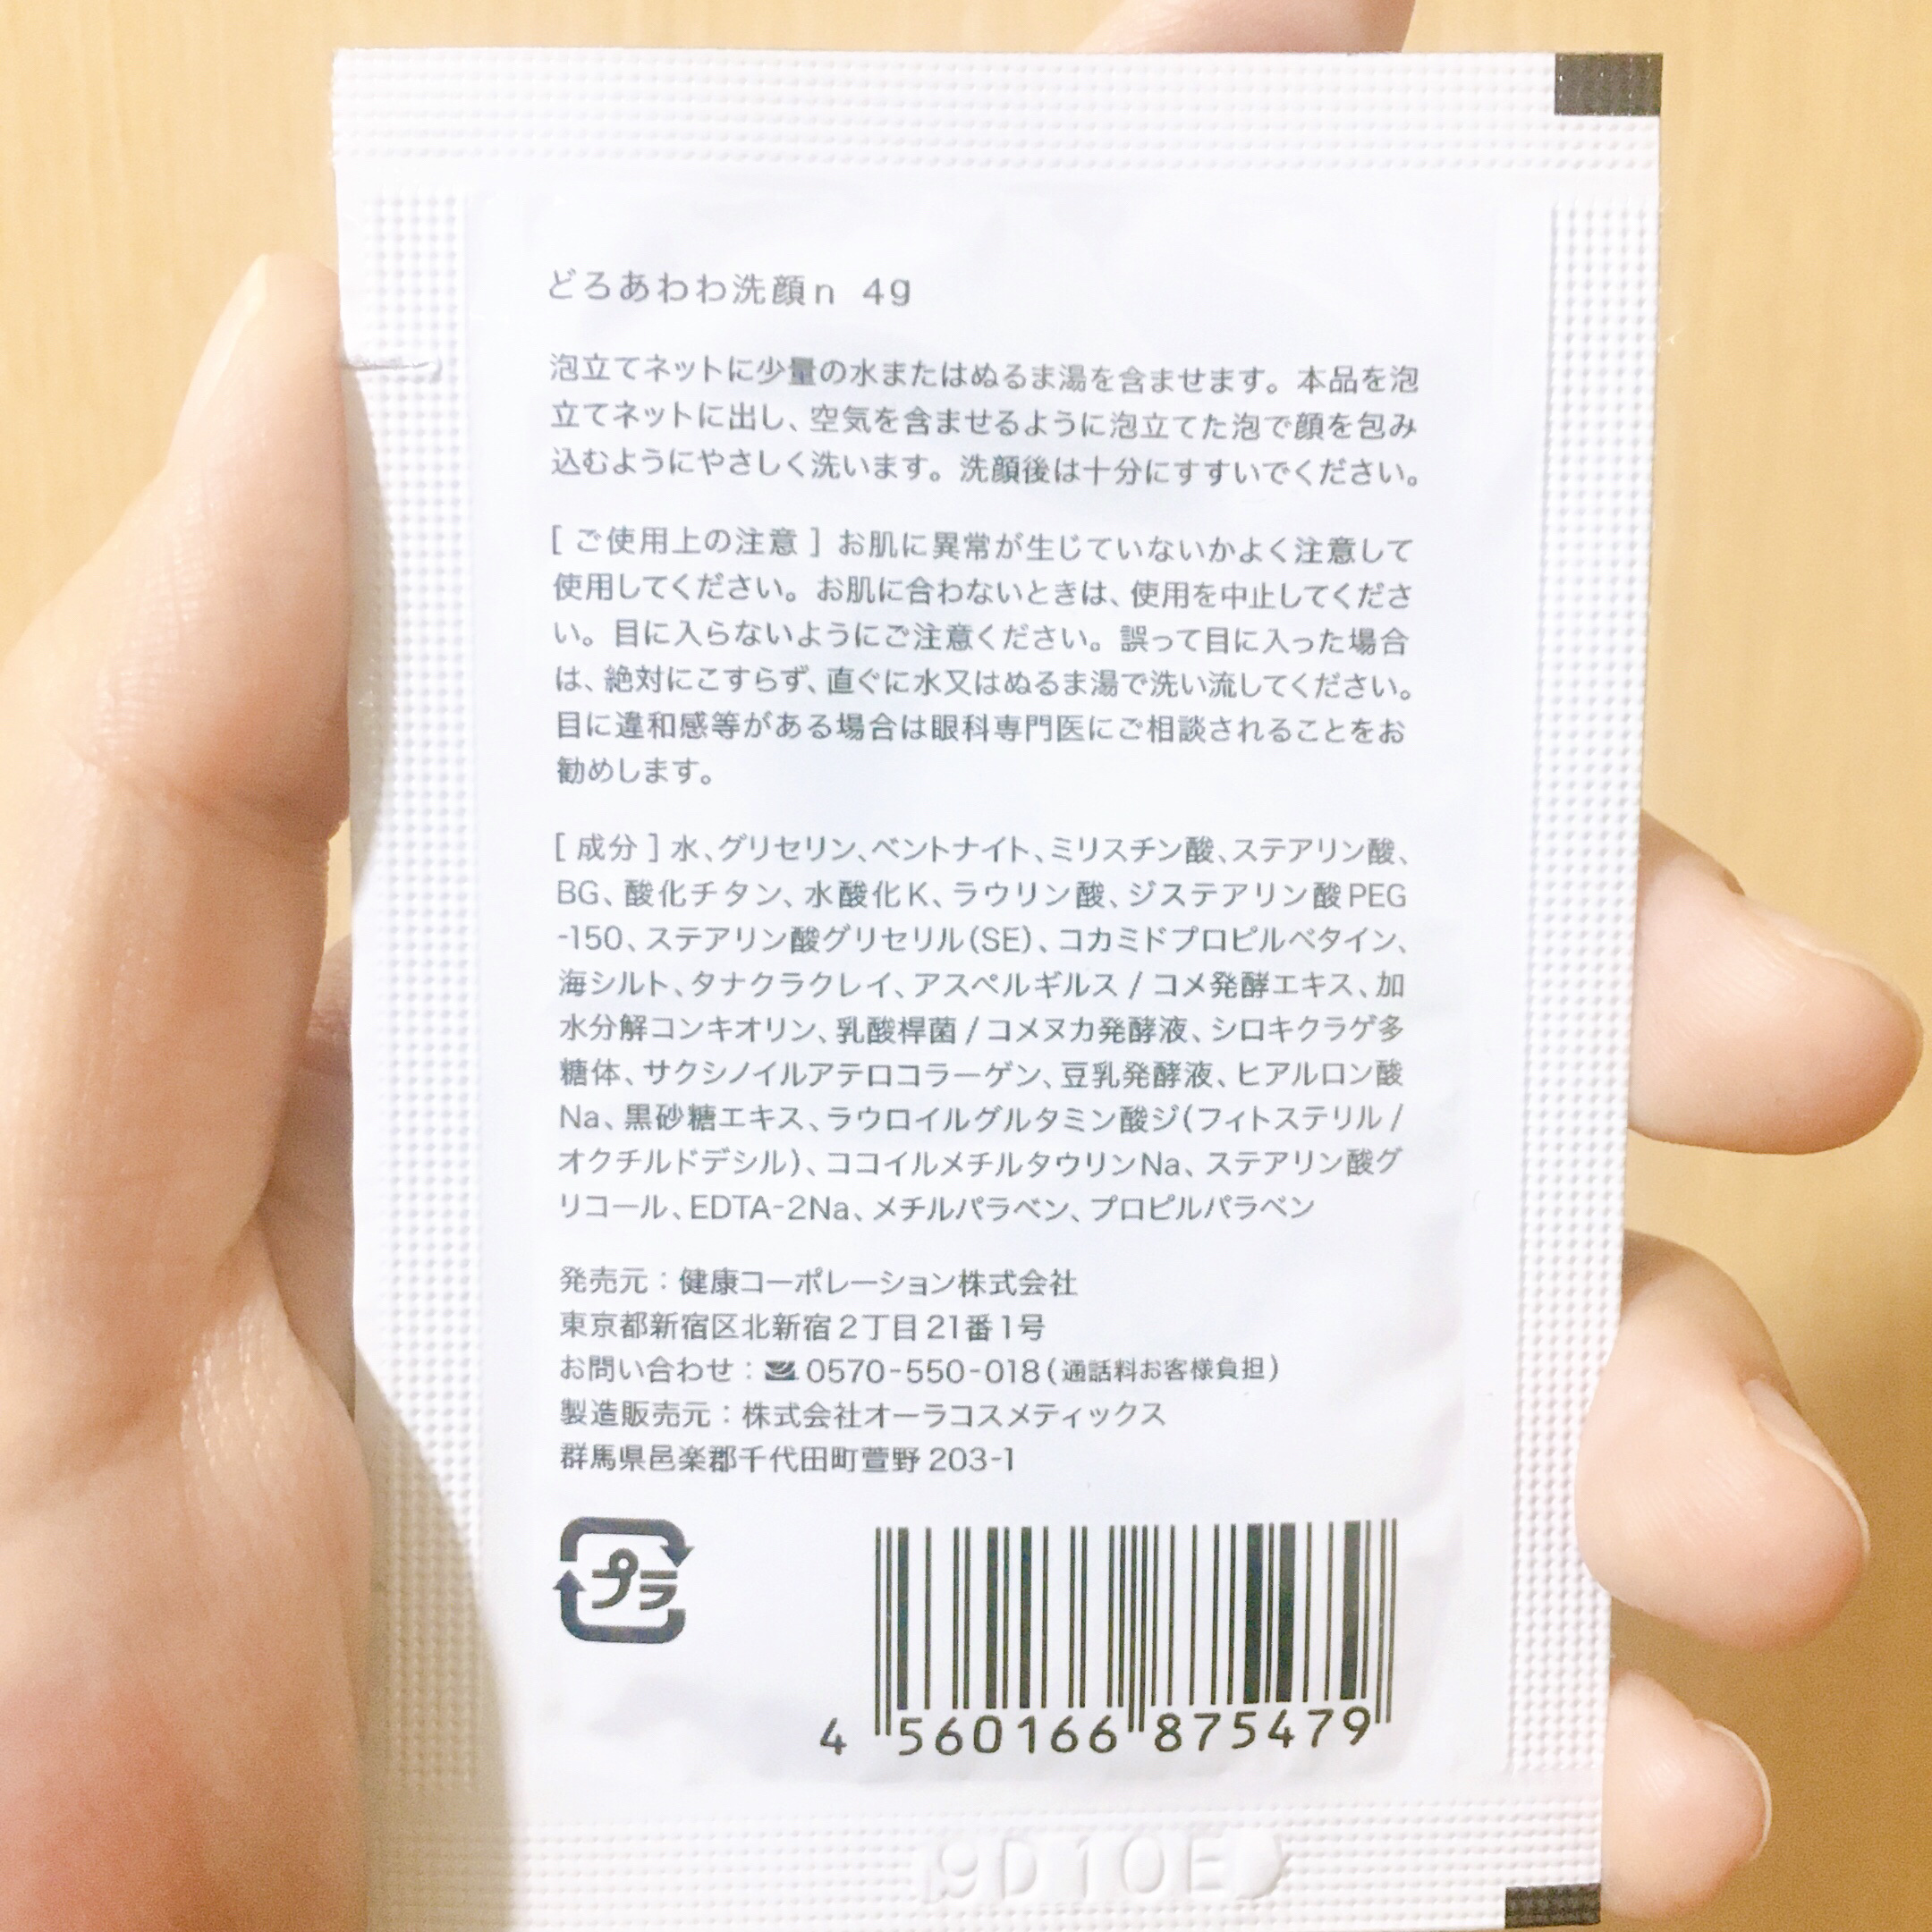 どろあわわ洗顔n 4g
泡立てネットに少量の水またはぬるま湯を含ませます。本品を泡
立てネットに出し、空気を含ませるように泡立てた泡で顔を包み
込むようにやさしく洗います。洗顔後は十分にすすいでください。
[ ご使用上の注意 ] お肌に異常が生じていないかよく注意して
使用してください。お肌に合わないときは、使用を中止してくださ
い。目に入らないようにご注意ください。誤って目に入った場合
は、絶対にこすらず、直ぐに水又はぬるま湯で洗い流してください。
目に違和感等がある場合は眼科専門医にご相談されることをお
勧めします。
[ 成分 ] 水、グリセリン、ベントナイト、ミリスチン酸、ステアリン酸、
BG、酸化チタン、水酸化K、ラウリン酸、ジステアリン酸PEG
-150、ステアリン酸グリセリル(SE)、コカミドプロピルベタイン、
海シルト、タナクラクレイ、アスペルギルス / コメ発酵エキス、加
水分解コンキオリン、乳酸桿菌 / コメヌカ発酵液、シロキクラゲ多
糖体、サクシノイルアテロコラーゲン、豆乳発酵液、ヒアルロン酸
Na、黒砂糖エキス、ラウロイルグルタミン酸ジ(フィトステリル /
オクチルドデシル)、ココイルメチルタウリンNa、ステアリン酸グ
リコール、EDTA-2Na、メチルパラベン、プロピルパラベン
発売元：健康コーポレーション株式会社
東京都新宿区北新宿2丁目21番1号
お問い合わせ：0570-550-018(通話料お客様負担)
製造販売元：株式会社オーラコスメティックス
群馬県邑楽郡千代田町萱野203-1
プラ
4 560166 875479
9D10E